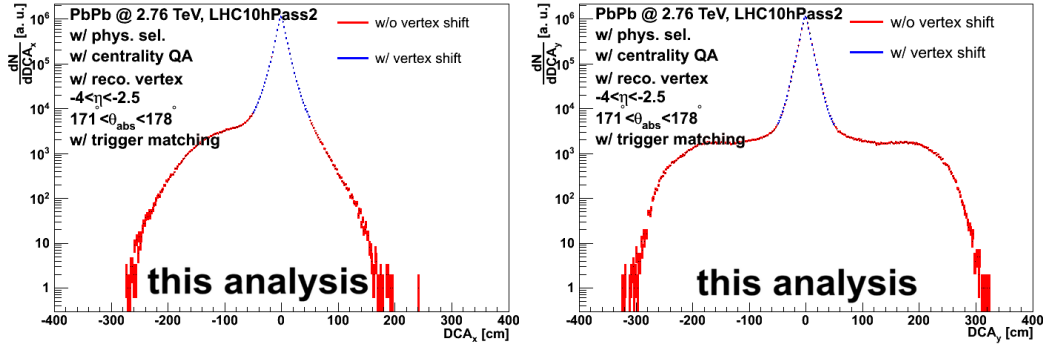 PbPb @ 2.76 TeV, LHC10hPass2
w/ phys. sel.
w/ centrality QA
w/ reco. vertex
-4<η<-2.5
171°<θabs<178°
w/ trigger matching
w/o vertex shift
w/ vertex shift
dN/dDCAx [a. u.]
10⁶
10⁵
10⁴
10³
10²
10
1
this analysis
-400 -300 -200 -100 0 100 200 300 400
DCAx [cm]
PbPb @ 2.76 TeV, LHC10hPass2
w/ phys. sel.
w/ centrality QA
w/ reco. vertex
-4<η<-2.5
171°<θabs<178°
w/ trigger matching
w/o vertex shift
w/ vertex shift
dN/dDCAy [a. u.]
10⁶
10⁵
10⁴
10³
10²
10
1
this analysis
-400 -300 -200 -100 0 100 200 300 400
DCAy [cm]